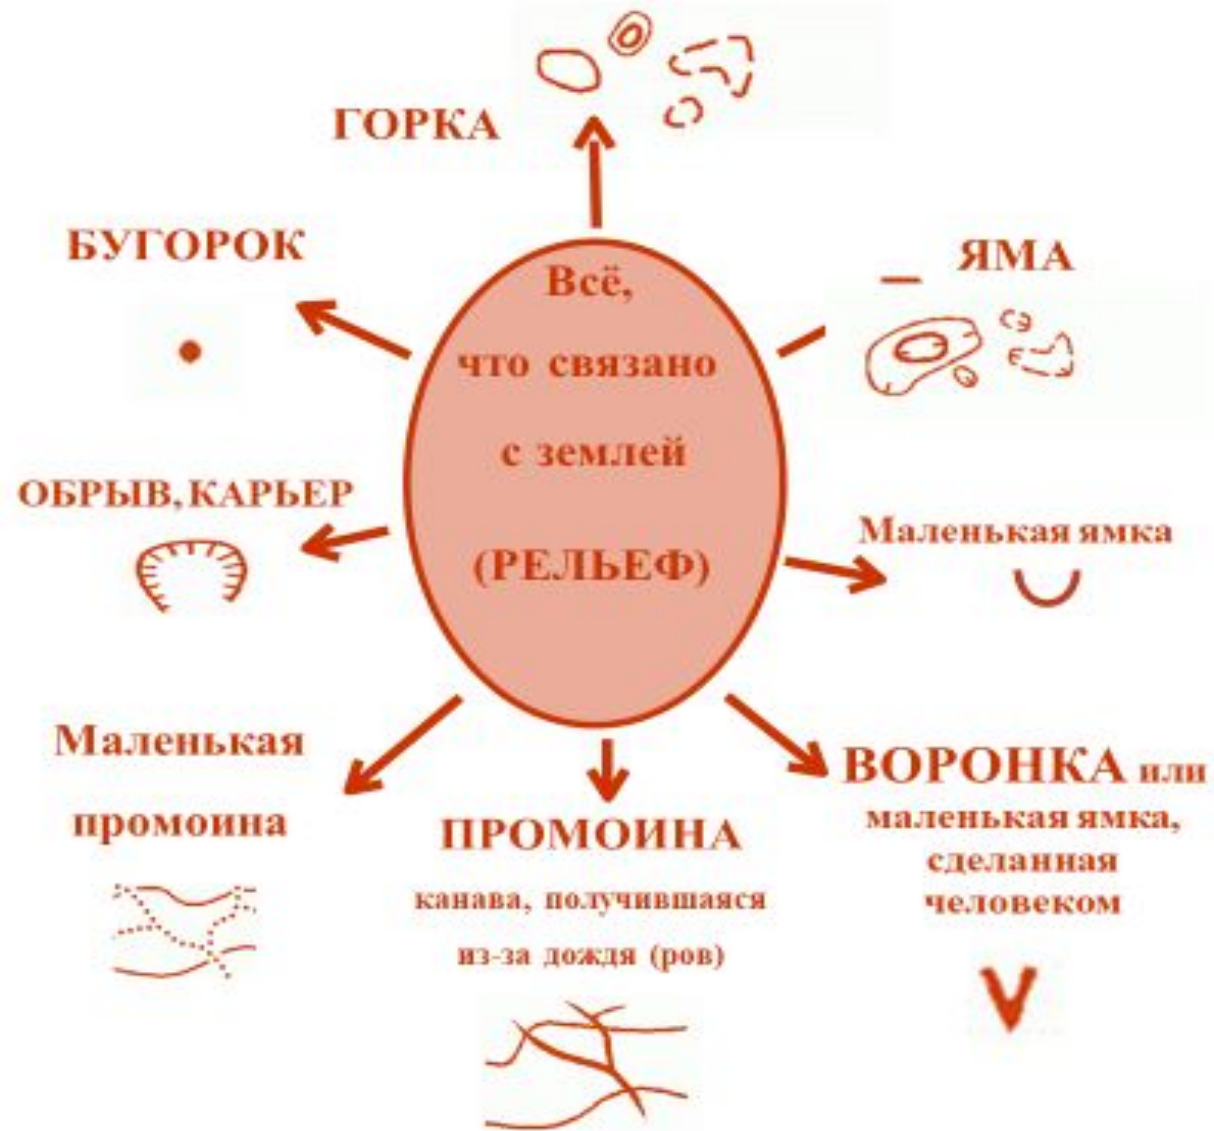 ГОРКА
БУГОРОК
ЯМА
Всё,
что связано
с землей
(РЕЛЬЕФ)
ОБРЫВ, КАРЬЕР
Маленькая ямка
Маленькая
промоина
ПРОМОИНА
канава, получившаяся
из-за дождя (ров)
ВОРОНКА или
маленькая ямка,
сделанная
человеком